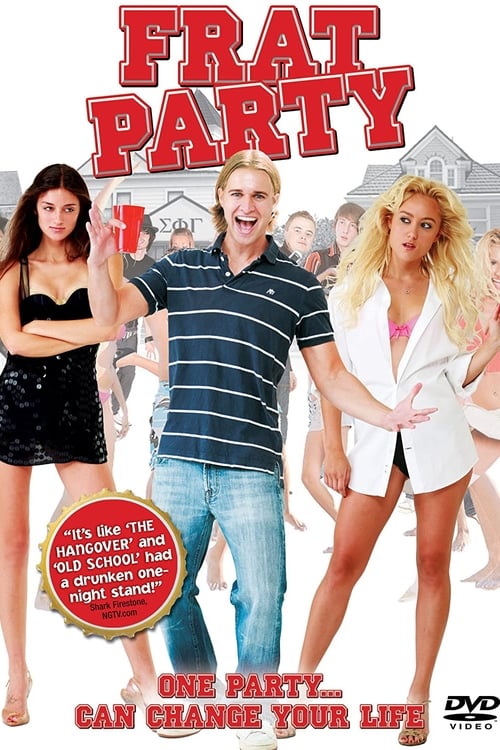 FRAT
PARTY
ΣΦΓ
"It's like 'THE
HANGOVER' and
'OLD SCHOOL' had
a drunken one-
night stand!"
Shark Firestone,
NGTV.com
ONE PARTY...
CAN CHANGE YOUR LIFE
DVD
VIDEO